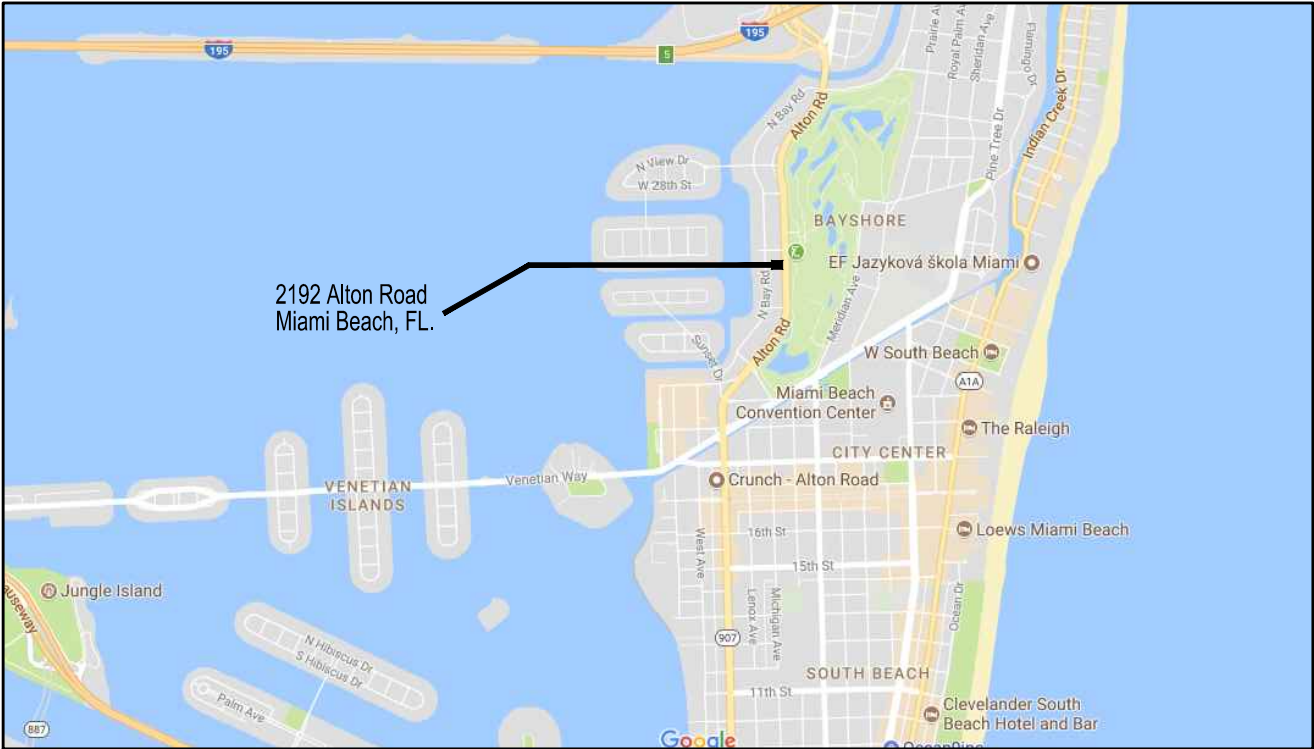 195
5
195
Prairie Ave
Royal Palm A
Sheridan Ave
Flamingo Dr
N Bay Rd
Alton Rd
Pine Tree Dr
Indian Creek Dr
N View Dr
W 28th St
BAYSHORE
EF Jazyková škola Miami
2192 Alton Road
Miami Beach, FL.
N Bay Rd
Meridian Ave
Alton Rd
Sunset Dr
W South Beach
A1A
Miami Beach
Convention Center
The Raleigh
CITY CENTER
VENETIAN
ISLANDS
Venetian Way
Crunch - Alton Road
West Ave
16th St
Loews Miami Beach
15th St
Jungle Island
auseway
Lenox Ave
Michigan Ave
Ocean Dr
907
N Hibiscus Dr
S Hibiscus Dr
SOUTH BEACH
11th St
Palm Ave
Clevelander South
Beach Hotel and Bar
887
Google